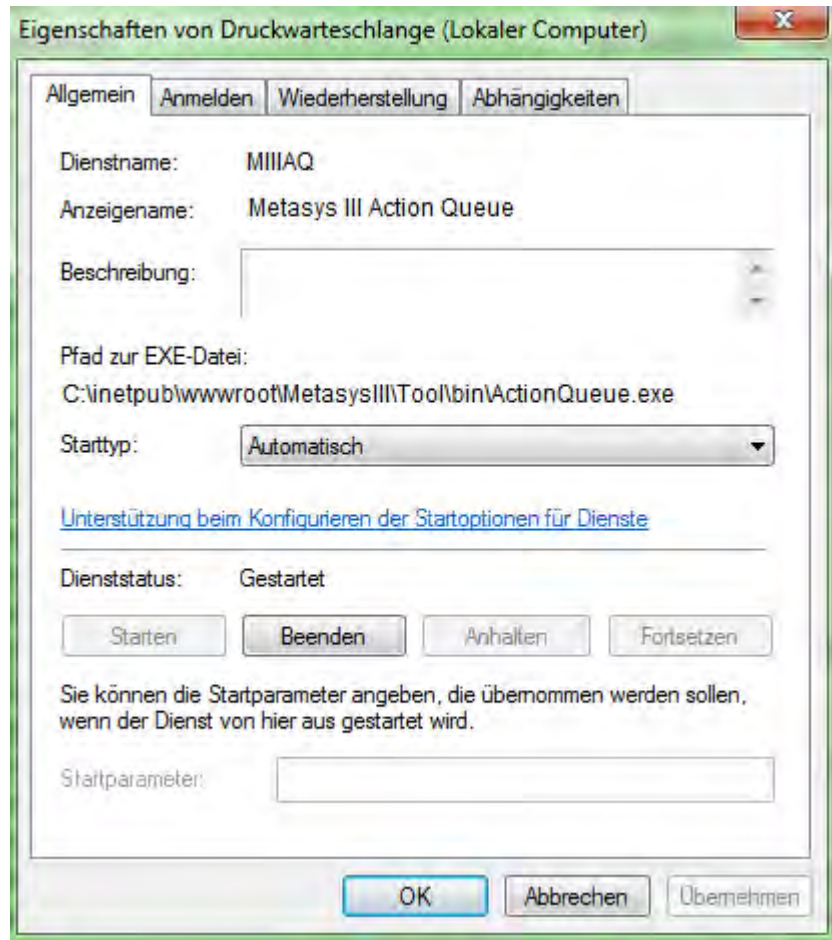 Eigenschaften von Druckwarteschlange (Lokaler Computer)
Allgemein Anmelden Wiederherstellung Abhängigkeiten
Dienstname: MIIIAQ
Anzeigename: Metasys III Action Queue
Beschreibung:
Pfad zur EXE-Datei:
C:\inetpub\wwwroot\MetasysIII\Tool\bin\ActionQueue.exe
Starttyp: Automatisch
Unterstützung beim Konfigurieren der Startoptionen für Dienste
Dienststatus: Gestartet
Starten Beenden Anhalten Fortsetzen
Sie können die Startparameter angeben, die übernommen werden sollen,
wenn der Dienst von hier aus gestartet wird.
Startparameter:
OK Abbrechen Übernehmen